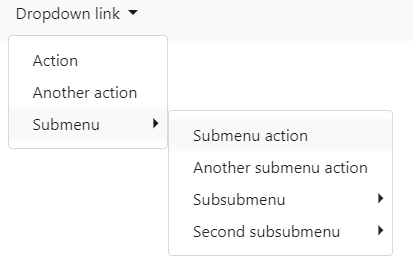 Dropdown link
Action
Another action
Submenu
Submenu action
Another submenu action
Subsubmenu
Second subsubmenu